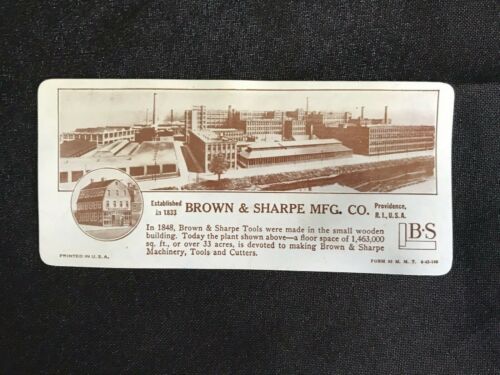 Established
in 1833
BROWN & SHARPE MFG. CO.
Providence,
R. I., U.S.A.
In 1848, Brown & Sharpe Tools were made in the small wooden
building. Today the plant shown above—a floor space of 1,463,000
sq. ft., or over 33 acres, is devoted to making Brown & Sharpe
Machinery, Tools and Cutters.
B·S
PRINTED IN U.S.A.
FORM 82 M. M. T.